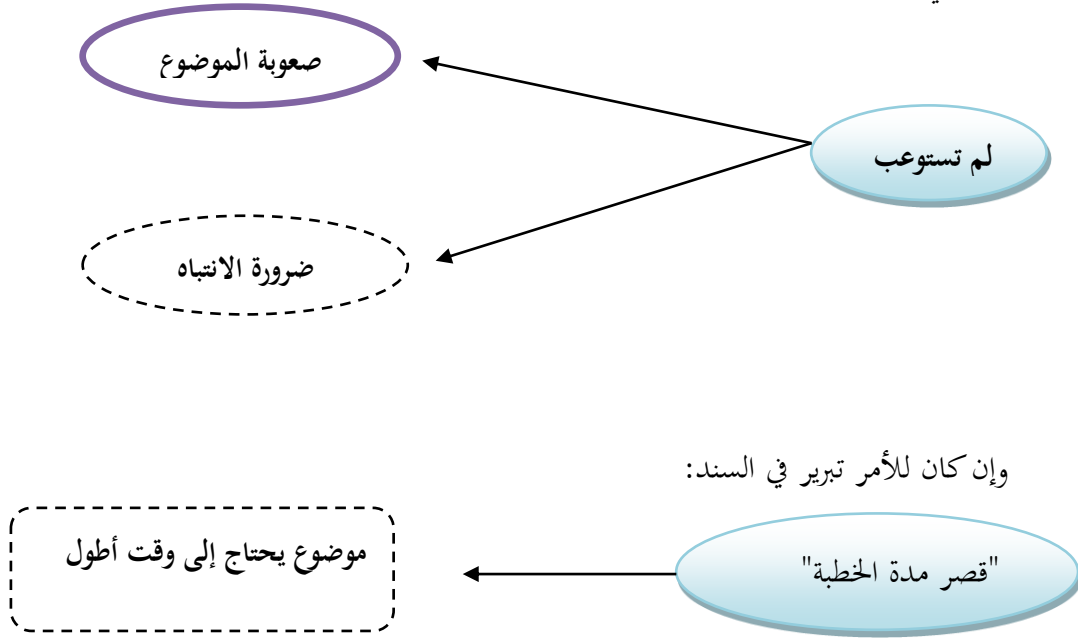 صعوبة الموضوع
لم تستوعب
ضرورة الانتباه
وإن كان للأمر تبرير في السند:
موضوع يحتاج إلى وقت أطول
"قصر مدة الخطبة"